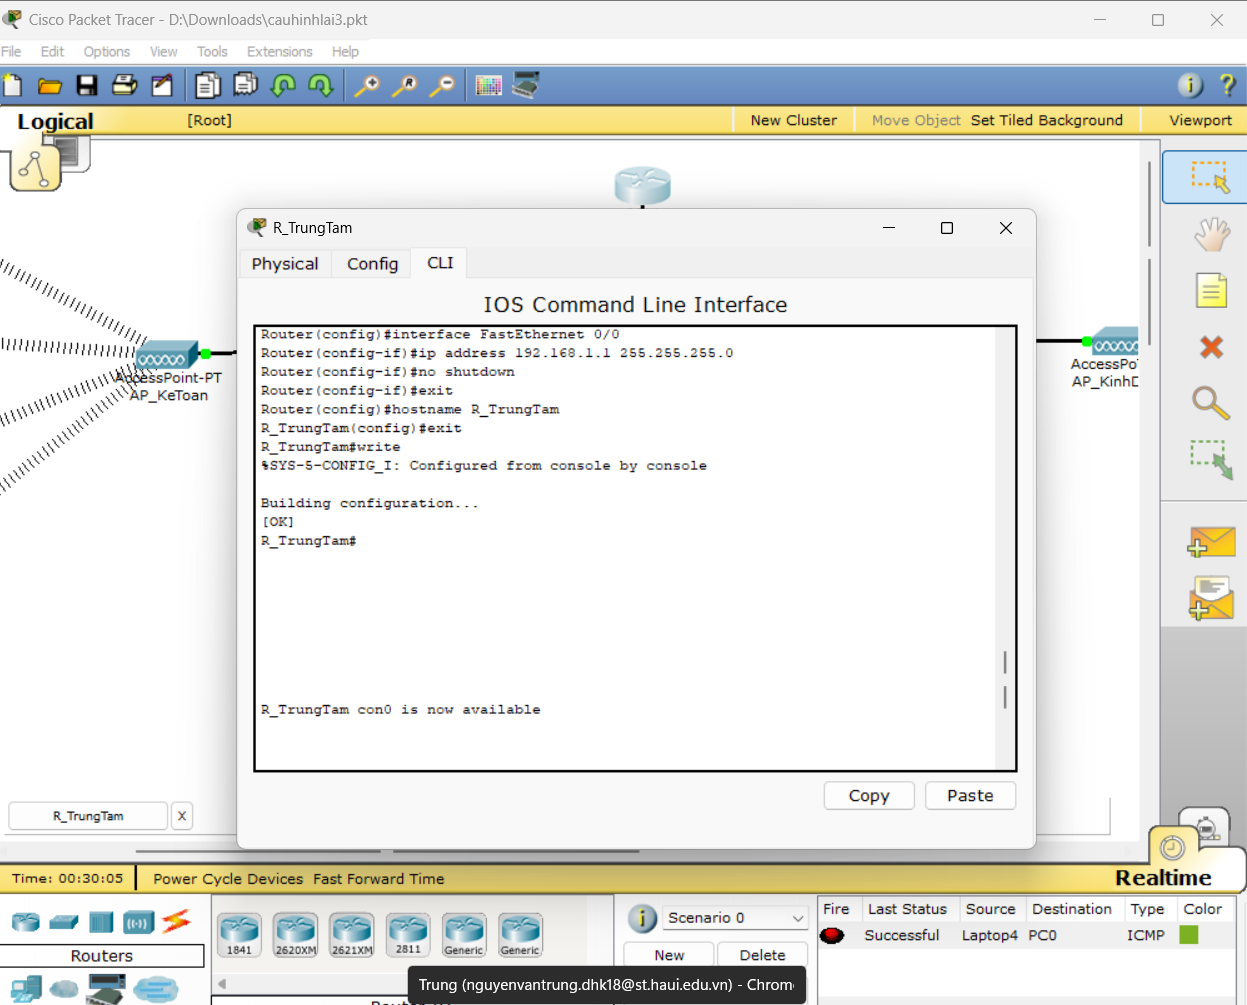 Cisco Packet Tracer - D:\Downloads\cauhinhlai3.pkt
File Edit Options View Tools Extensions Help
Logical
[Root]
New Cluster
Move Object
Set Tiled Background
Viewport
R_TrungTam
Physical
Config
CLI
IOS Command Line Interface
Router(config)#interface FastEthernet 0/0
Router(config-if)#ip address 192.168.1.1 255.255.255.0
Router(config-if)#no shutdown
Router(config-if)#exit
Router(config)#hostname R_TrungTam
R_TrungTam(config)#exit
R_TrungTam#write
%SYS-5-CONFIG_I: Configured from console by console
Building configuration...
[OK]
R_TrungTam#
R_TrungTam con0 is now available
Copy
Paste
AccessPoint-PT
AP_KeToan
AccessPo
AP_KinhD
R_TrungTam
X
Time: 00:30:05
Power Cycle Devices Fast Forward Time
Realtime
Routers
1841
2620XM
2621XM
2811
Generic
Generic
Scenario 0
New
Delete
Fire Last Status Source Destination Type Color
Successful Laptop4 PC0 ICMP
Trung (nguyenvantrung.dhk18@st.haui.edu.vn) - Chrom